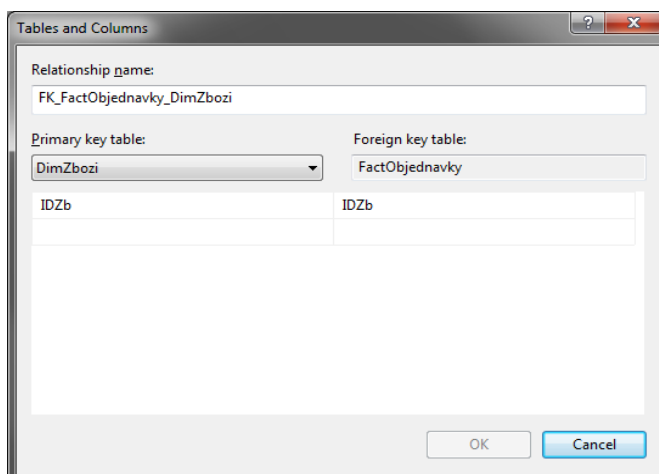 Tables and Columns
Relationship name:
FK_FactObjednavky_DimZbozi
Primary key table:
Foreign key table:
DimZbozi
FactObjednavky
IDZb
IDZb
OK
Cancel